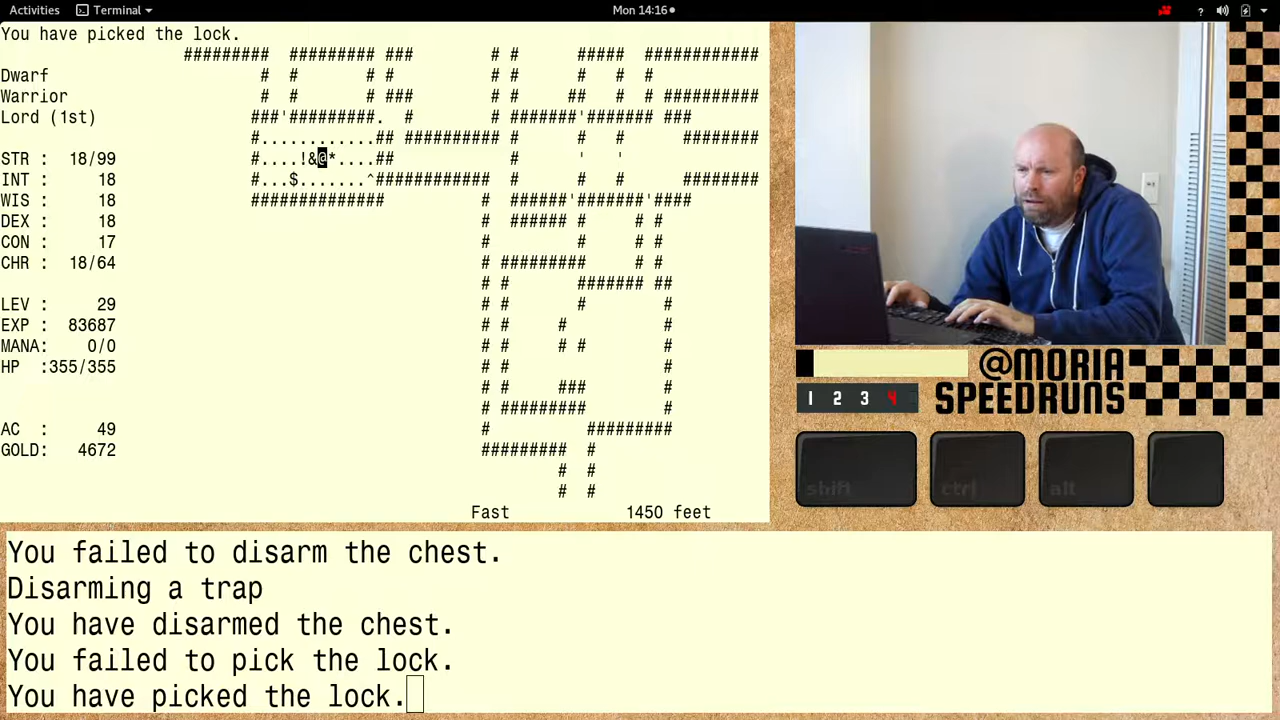 Activities Terminal Mon 14:16
You have picked the lock.
######### ######### ### # # ##### ############
Dwarf # # # # # # # # #
Warrior # # # ### # # ## # # ##########
Lord (1st) ###'#########. # # #######'####### ###
#...........## ########## # # # ########
STR : 18/99 #....!&@*....## # ' '
INT : 18 #...$.......^############ # # # ########
WIS : 18 ############## # ######'#######'####
DEX : 18 # ###### # # #
CON : 17 # # # #
CHR : 18/64 # ######### # #
# # ####### ##
LEV : 29 # # # #
EXP : 83687 # # # #
MANA: 0/0 # # # # #
HP :355/355 # # #
# # ### #
# ######### #
AC : 49 # #########
GOLD: 4672 ######### #
# #
# #
Fast 1450 feet
@MORIA
1 2 3 4
SPEEDRUNS
shift ctrl alt
You failed to disarm the chest.
Disarming a trap
You have disarmed the chest.
You failed to pick the lock.
You have picked the lock.